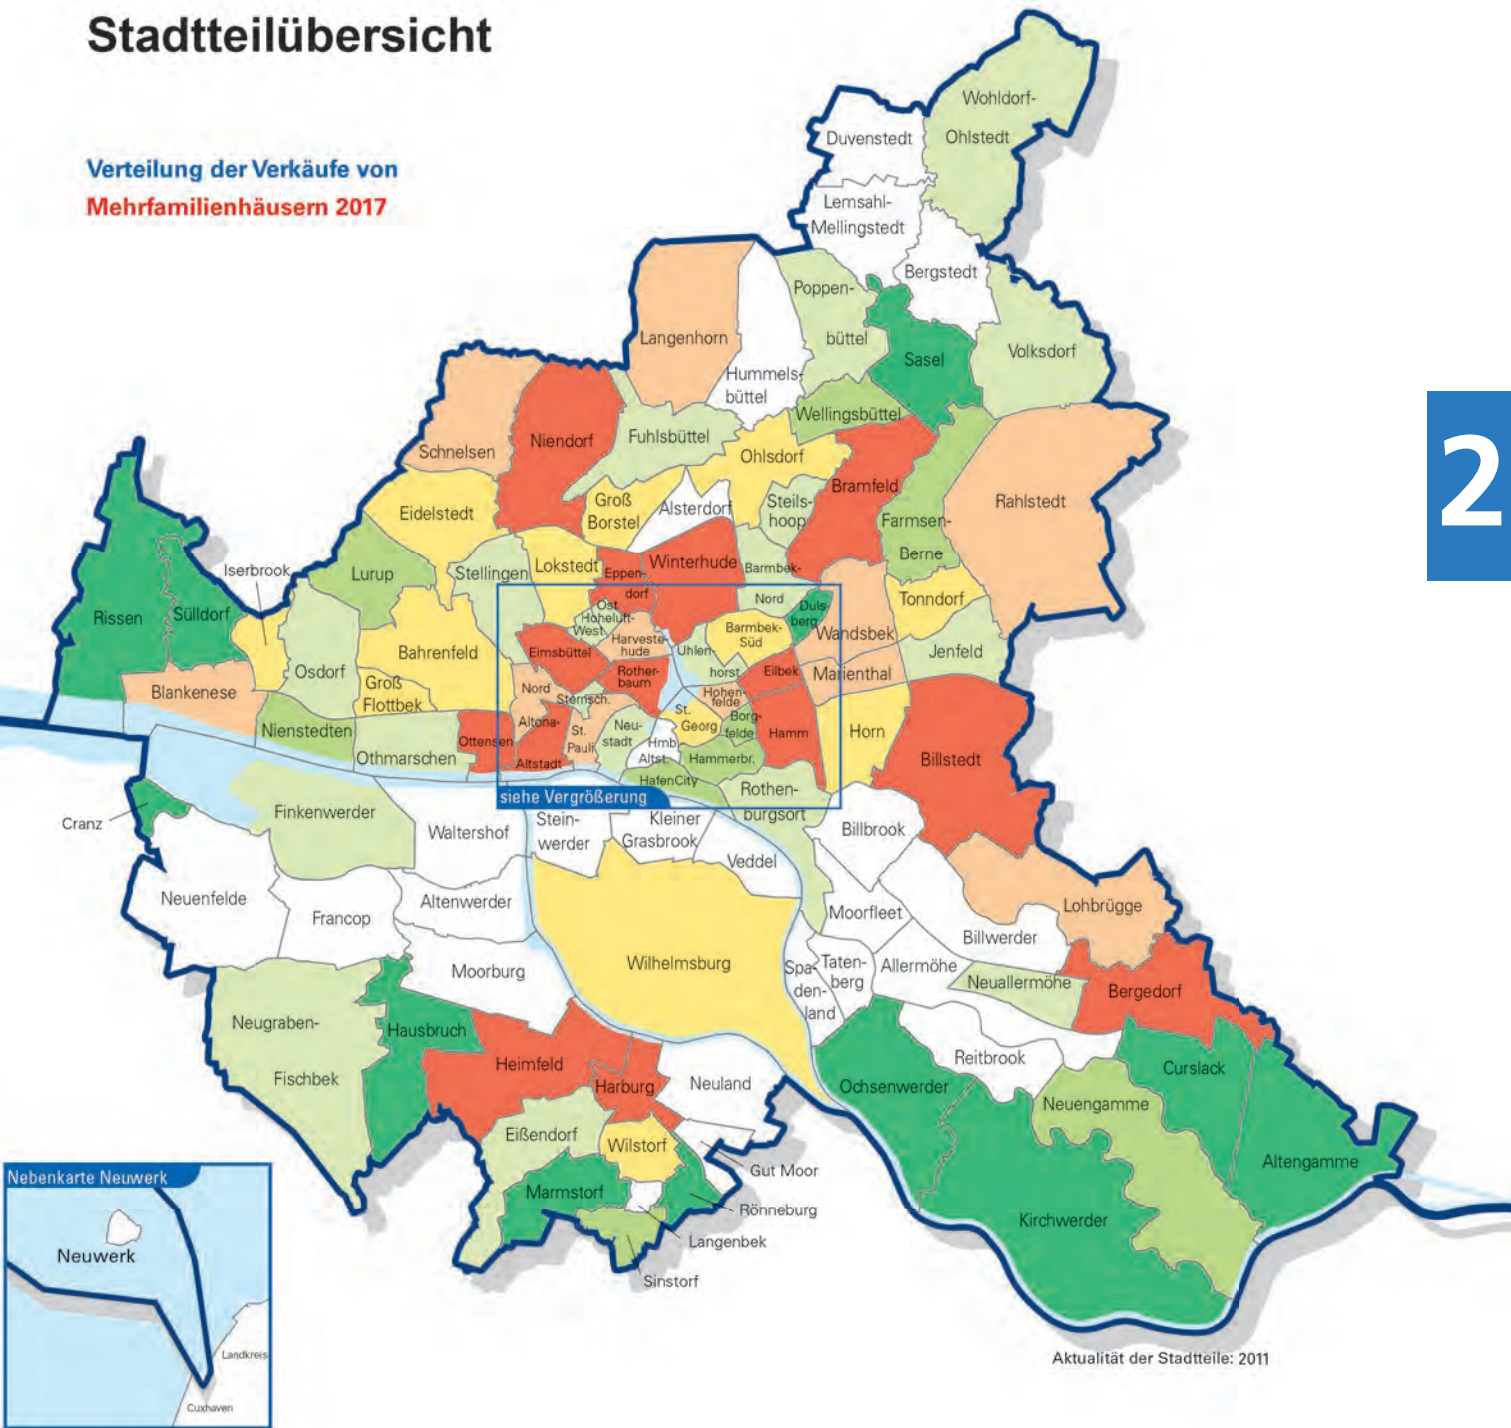 Stadtteilübersicht
Verteilung der Verkäufe von
Mehrfamilienhäusern 2017
2
Wohldorf-
Ohlstedt
Duvenstedt
Lemsahl-
Mellingstedt
Bergstedt
Poppen-
büttel
Langenhorn
Sasel
Volksdorf
Hummels-
büttel
Wellingsbüttel
Schnelsen
Niendorf
Fuhlsbüttel
Ohlsdorf
Bramfeld
Rahlstedt
Eidelstedt
Groß
Borstel
Alsterdorf
Steils-
hoop
Farmsen-
Berne
Iserbrook
Lurup
Stellingen
Lokstedt
Eppen-
dorf
Winterhude
Barmbek-
Nord
Duls-
berg
Tonndorf
Rissen
Sülldorf
Ost
Hoheluft-
West
Harveste-
hude
Uhlen-
horst
Barmbek-
Süd
Wandsbek
Jenfeld
Osdorf
Bahrenfeld
Eimsbüttel
Rother-
baum
Eilbek
Marienthal
Blankenese
Groß
Flottbek
Nord
Altona-
Altstadt
Sternsch.
Hohen-
felde
Nienstedten
Othmarschen
Ottensen
St.
Pauli
Neu-
stadt
Hmb.-
Altst.
St.
Georg
Borg-
felde
Hamm
Horn
Billstedt
Hammerbr.
HafenCity
siehe Vergrößerung
Rothen-
burgsort
Cranz
Finkenwerder
Waltershof
Stein-
werder
Kleiner
Grasbrook
Veddel
Billbrook
Neuenfelde
Francop
Altenwerder
Moorfleet
Billwerder
Lohbrügge
Moorburg
Wilhelmsburg
Spa-
den-
land
Taten-
berg
Allermöhe
Neuallermöhe
Bergedorf
Neugraben-
Fischbek
Hausbruch
Heimfeld
Harburg
Neuland
Ochsenwerder
Reitbrook
Curslack
Neuengamme
Altengamme
Eißendorf
Wilstorf
Gut Moor
Marmstorf
Rönneburg
Langenbek
Sinstorf
Kirchwerder
Nebenkarte Neuwerk
Neuwerk
Landkreis
Cuxhaven
Aktualität der Stadtteile: 2011